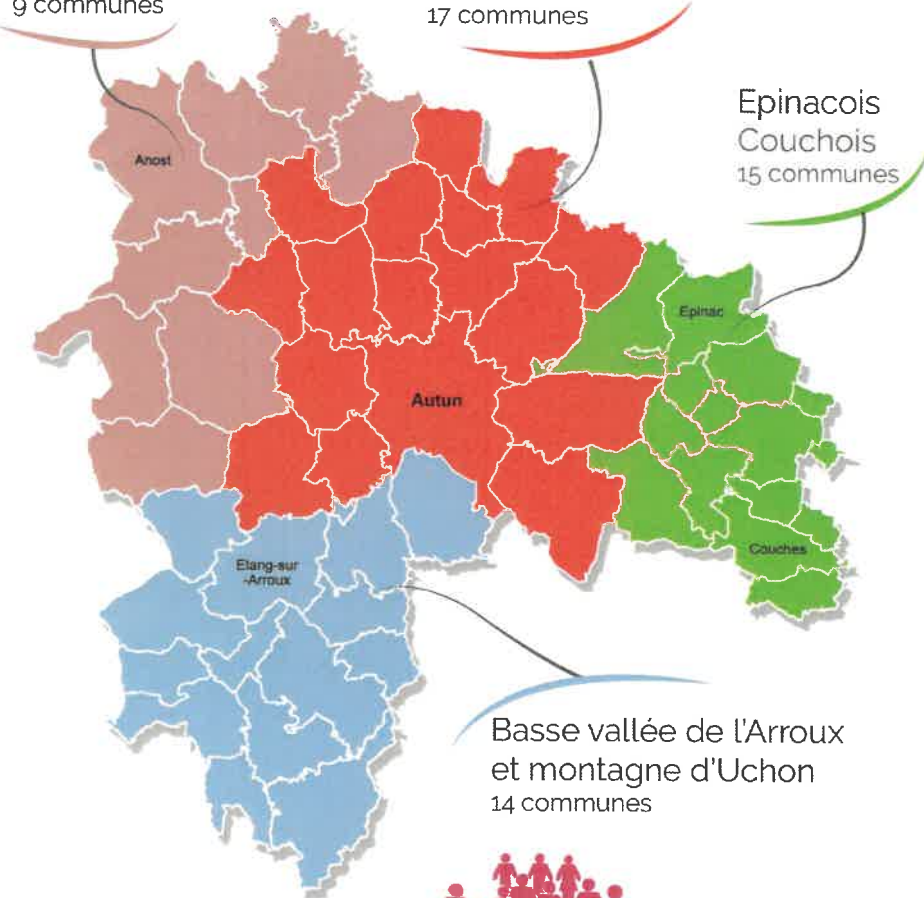 9 communes
17 communes
Epinacois
Couchois
15 communes
Anost
Epinac
Autun
Couches
Etang-sur
-Arroux
Basse vallée de l'Arroux
et montagne d'Uchon
14 communes